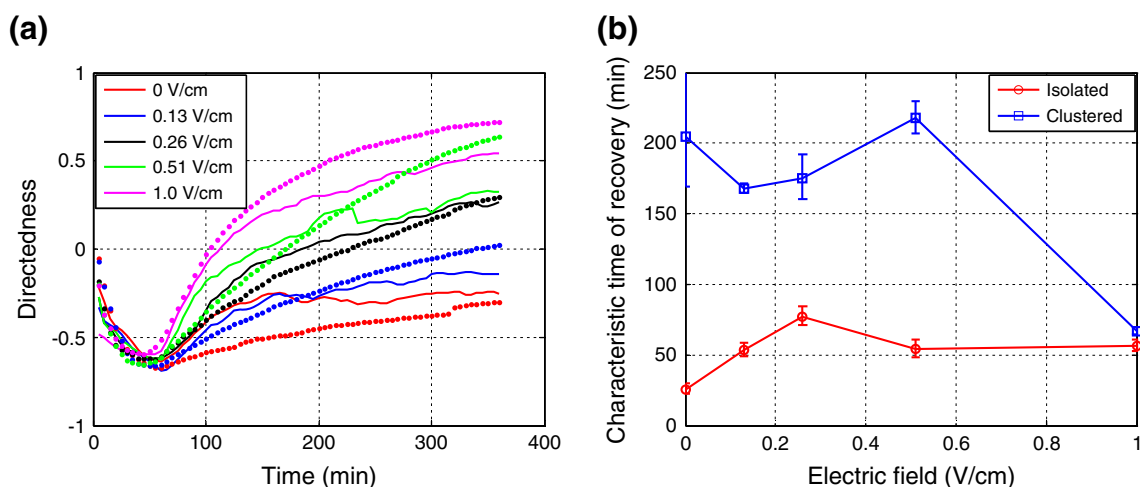 (a)
1
0.5
0
-0.5
-1
Directedness
0 V/cm
0.13 V/cm
0.26 V/cm
0.51 V/cm
1.0 V/cm
0
100
200
300
400
Time (min)
(b)
250
200
150
100
50
0
Characteristic time of recovery (min)
Isolated
Clustered
0
0.2
0.4
0.6
0.8
1
Electric field (V/cm)